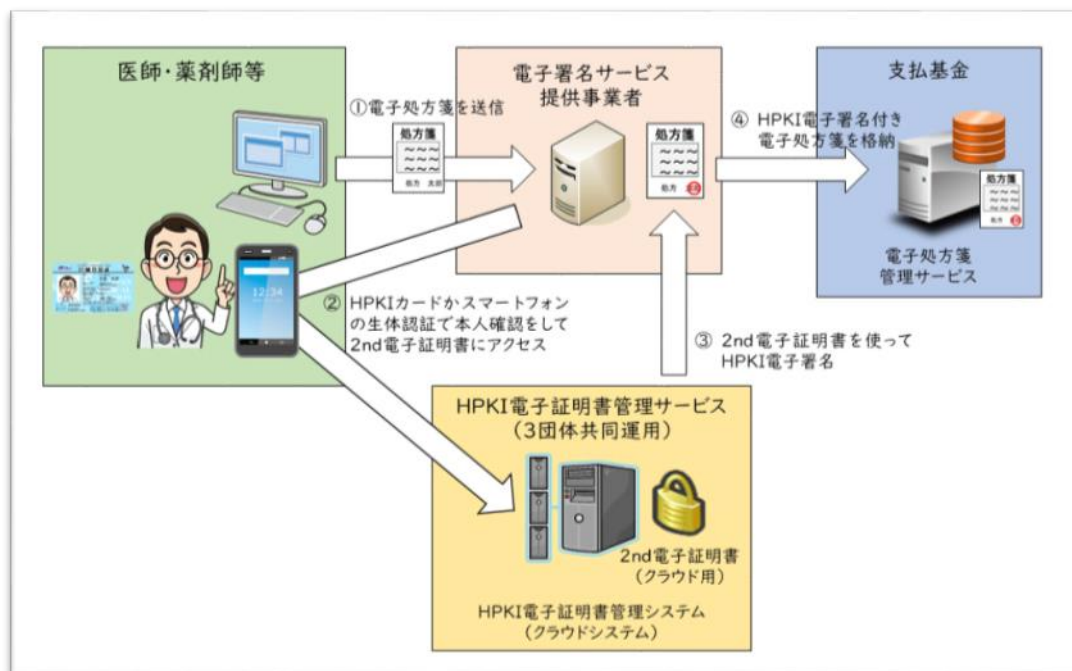 医師・薬剤師等
①電子処方箋を送信
処方箋
処方 太郎
12:34
② HPKIカードかスマートフォン
の生体認証で本人確認をして
2nd電子証明書にアクセス
電子署名サービス
提供事業者
処方箋
処方
④ HPKI電子署名付き
電子処方箋を格納
支払基金
処方箋
電子処方箋
管理サービス
③ 2nd電子証明書を使って
HPKI電子署名
HPKI電子証明書管理サービス
(3団体共同運用)
2nd電子証明書
(クラウド用)
HPKI電子証明書管理システム
(クラウドシステム)